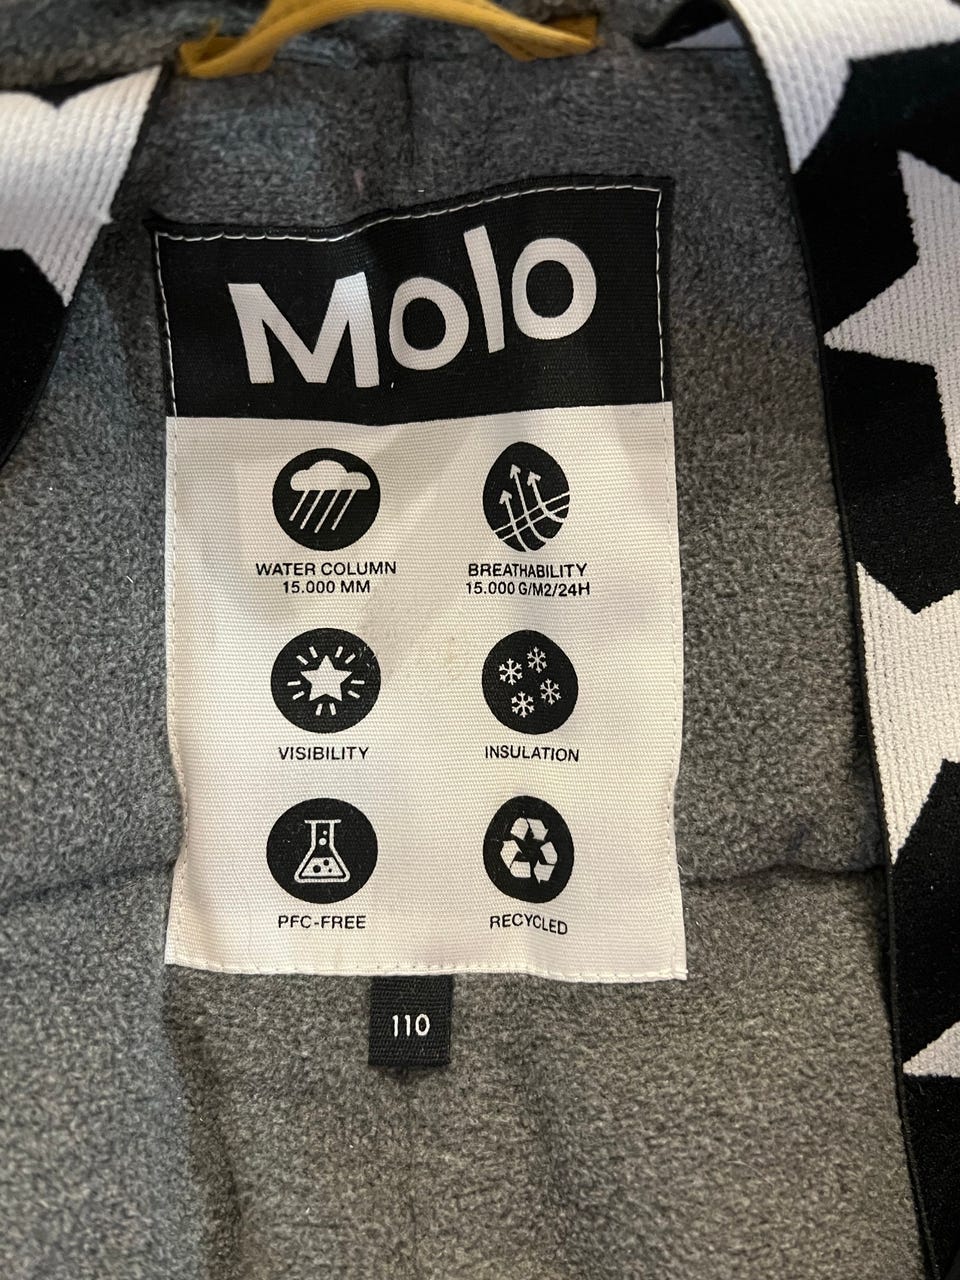 Molo
WATER COLUMN
15.000 MM
BREATHABILITY
15.000 G/M2/24H
VISIBILITY
INSULATION
PFC-FREE
RECYCLED
110